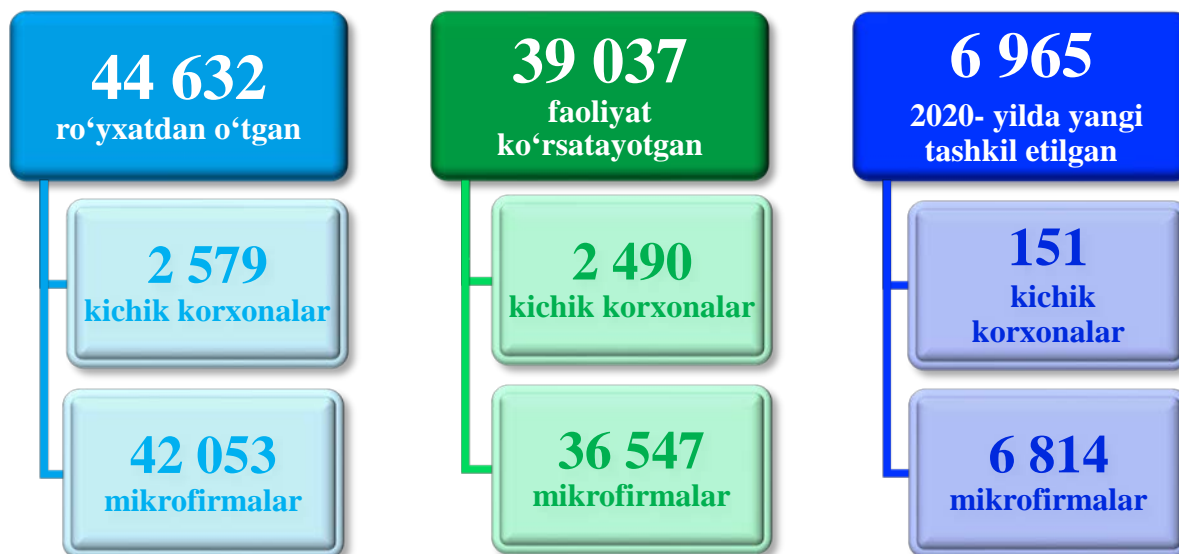 44 632
ro‘yxatdan o‘tgan
2 579
kichik korxonalar
42 053
mikrofirmalar
39 037
faoliyat
ko‘rsatayotgan
2 490
kichik korxonalar
36 547
mikrofirmalar
6 965
2020- yilda yangi
tashkil etilgan
151
kichik
korxonalar
6 814
mikrofirmalar